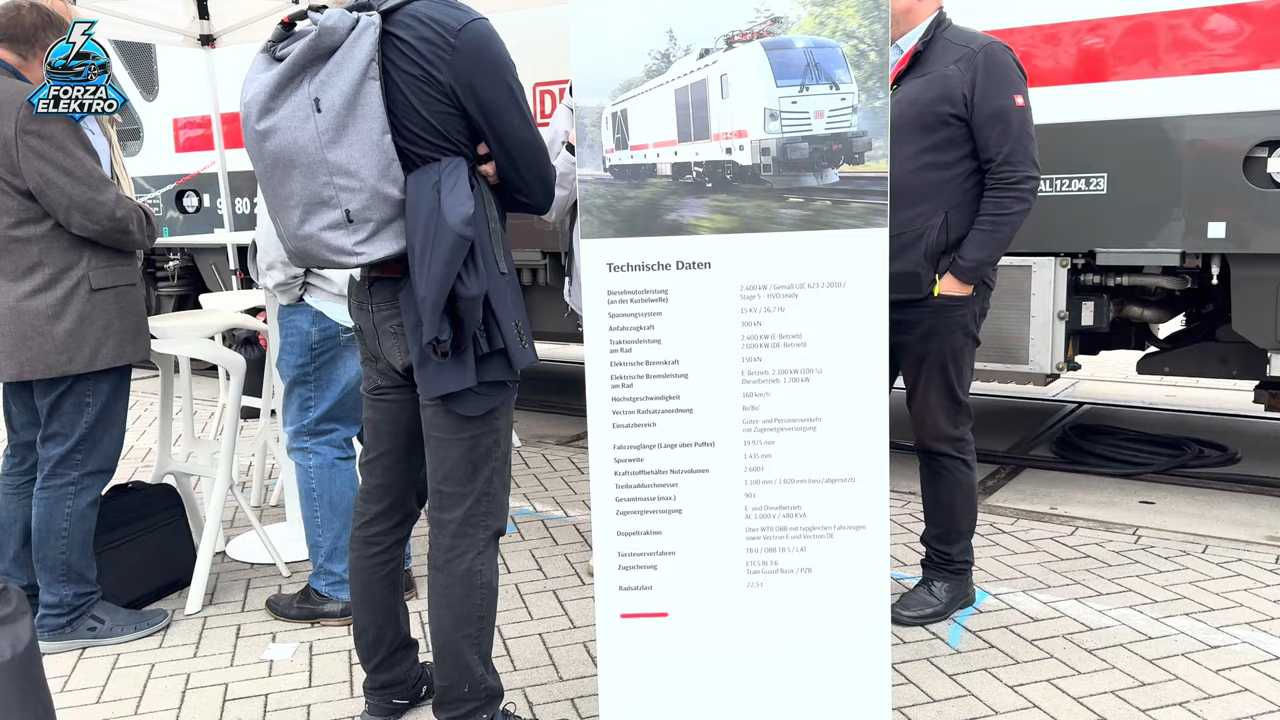 FORZA
ELEKTRO
DB
DB
9 80 2
AL 12.04.23
Technische Daten
Dieselmotorleistung
(an der Kurbelwelle)
2.400 kW / Gemäß UIC 623-2:2010 /
Stage 5 - HVO ready
Spannungssystem
15 KV / 16,7 Hz
Anfahrzugkraft
300 kN
Traktionsleistung
am Rad
2.400 KW (E-Betrieb)
2.000 KW (DE-Betrieb)
Elektrische Bremskraft
150 kN
Elektrische Bremsleistung
am Rad
E-Betrieb: 2.100 kW (100 %)
Dieselbetrieb: 1.700 kW
Höchstgeschwindigkeit
160 km/h
Vectron Radsatzanordnung
Bo'Bo'
Einsatzbereich
Güter- und Personenverkehr
mit Zugenergieversorgung
Fahrzeuglänge (Länge über Puffer)
19.975 mm
Spurweite
1.435 mm
Kraftstoffbehälter Nutzvolumen
2.600 l
Treibraddurchmesser
1.100 mm / 1.020 mm (neu/abgenutzt)
Gesamtmasse (max.)
90 t
Zugenergieversorgung
E- und Dieselbetrieb
AC 1.000 V / 480 KVA
Doppeltraktion
Über WTB ÖBB mit typgleichen Fahrzeugen
sowie Vectron E und Vectron DE
Türsteuerverfahren
TB 0 / ÖBB TB 5 / LAT
Zugsicherung
ETCS BL 3.6
Train Guard Basic / PZB
Radsatzlast
22,5 t